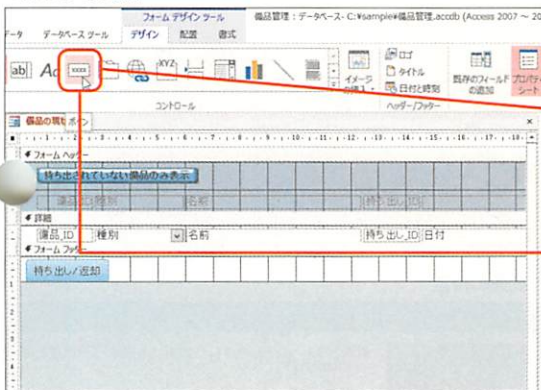 フォーム デザイン ツール
備品管理：データベース- C:¥sample¥備品管理.accdb (Access 2007 ～ 20
データ
データベース ツール
デザイン
配置
書式
ab|
Aa
xxxx
XYZ
イメージ
の挿入
ロゴ
タイトル
日付と時刻
既存のフィールド
の追加
プロパティ
シート
コントロール
ヘッダー/フッター
備品の現
ボタン
フォーム ヘッダー
持ち出されていない備品のみ表示
備品_ID
種別
名前
持ち出し_ID
詳細
備品_ID
種別
名前
持ち出し_ID
日付
フォーム フッター
持ち出し/返却